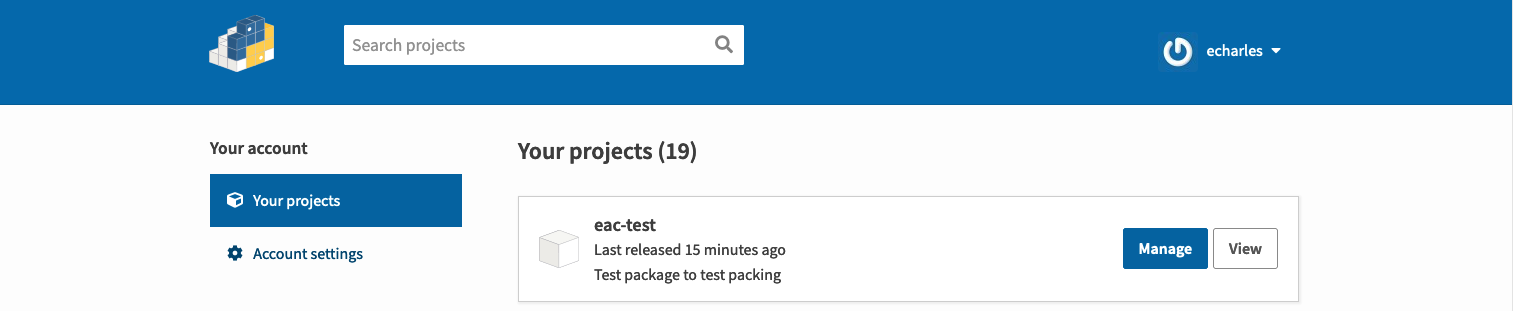 Search projects
echarles
Your account
Your projects
Account settings
Your projects (19)
eac-test
Last released 15 minutes ago
Test package to test packing
Manage
View